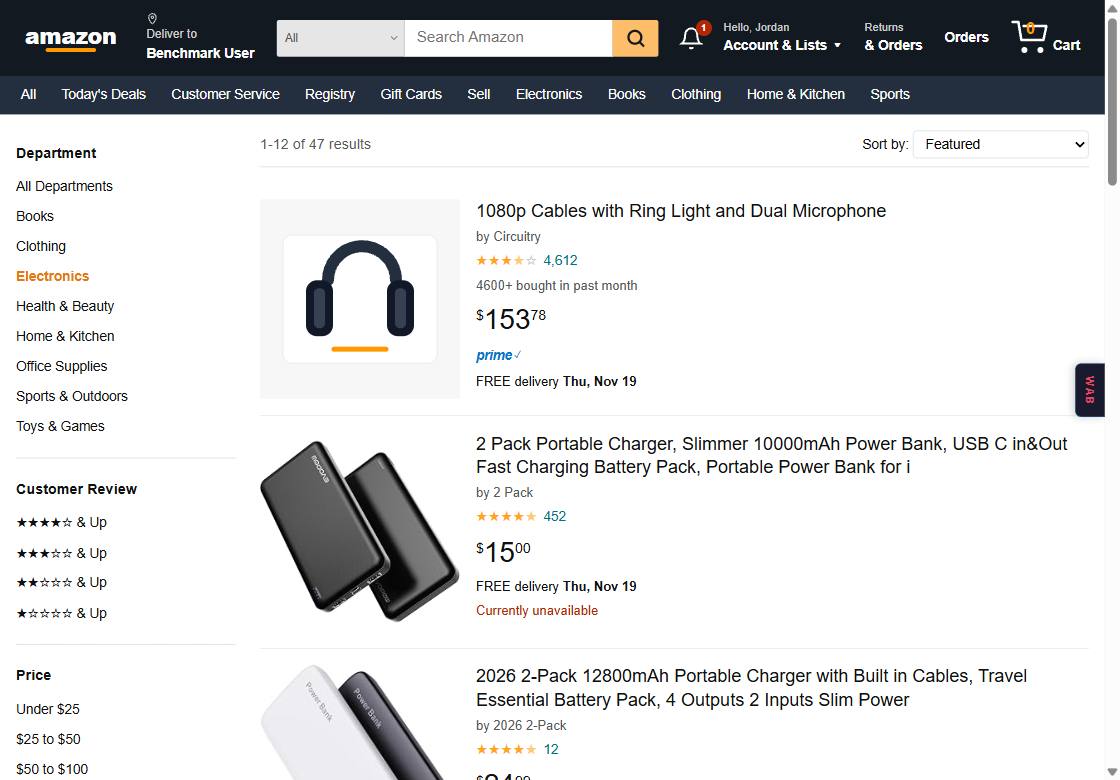 amazon
Deliver to
Benchmark User
All
Search Amazon
1
Hello, Jordan
Account & Lists
Returns
& Orders
Orders
0
Cart
All
Today's Deals
Customer Service
Registry
Gift Cards
Sell
Electronics
Books
Clothing
Home & Kitchen
Sports
Department
All Departments
Books
Clothing
Electronics
Health & Beauty
Home & Kitchen
Office Supplies
Sports & Outdoors
Toys & Games
Customer Review
★★★★☆ & Up
★★★☆☆ & Up
★★☆☆☆ & Up
★☆☆☆☆ & Up
Price
Under $25
$25 to $50
$50 to $100
1-12 of 47 results
Sort by:
Featured
1080p Cables with Ring Light and Dual Microphone
by Circuitry
4,612
4600+ bought in past month
$15378
prime✓
FREE delivery Thu, Nov 19
2 Pack Portable Charger, Slimmer 10000mAh Power Bank, USB C in&Out
Fast Charging Battery Pack, Portable Power Bank for i
by 2 Pack
452
$1500
FREE delivery Thu, Nov 19
Currently unavailable
Power Bank
Power Bank
2026 2-Pack 12800mAh Portable Charger with Built in Cables, Travel
Essential Battery Pack, 4 Outputs 2 Inputs Slim Power
by 2026 2-Pack
12
WAB